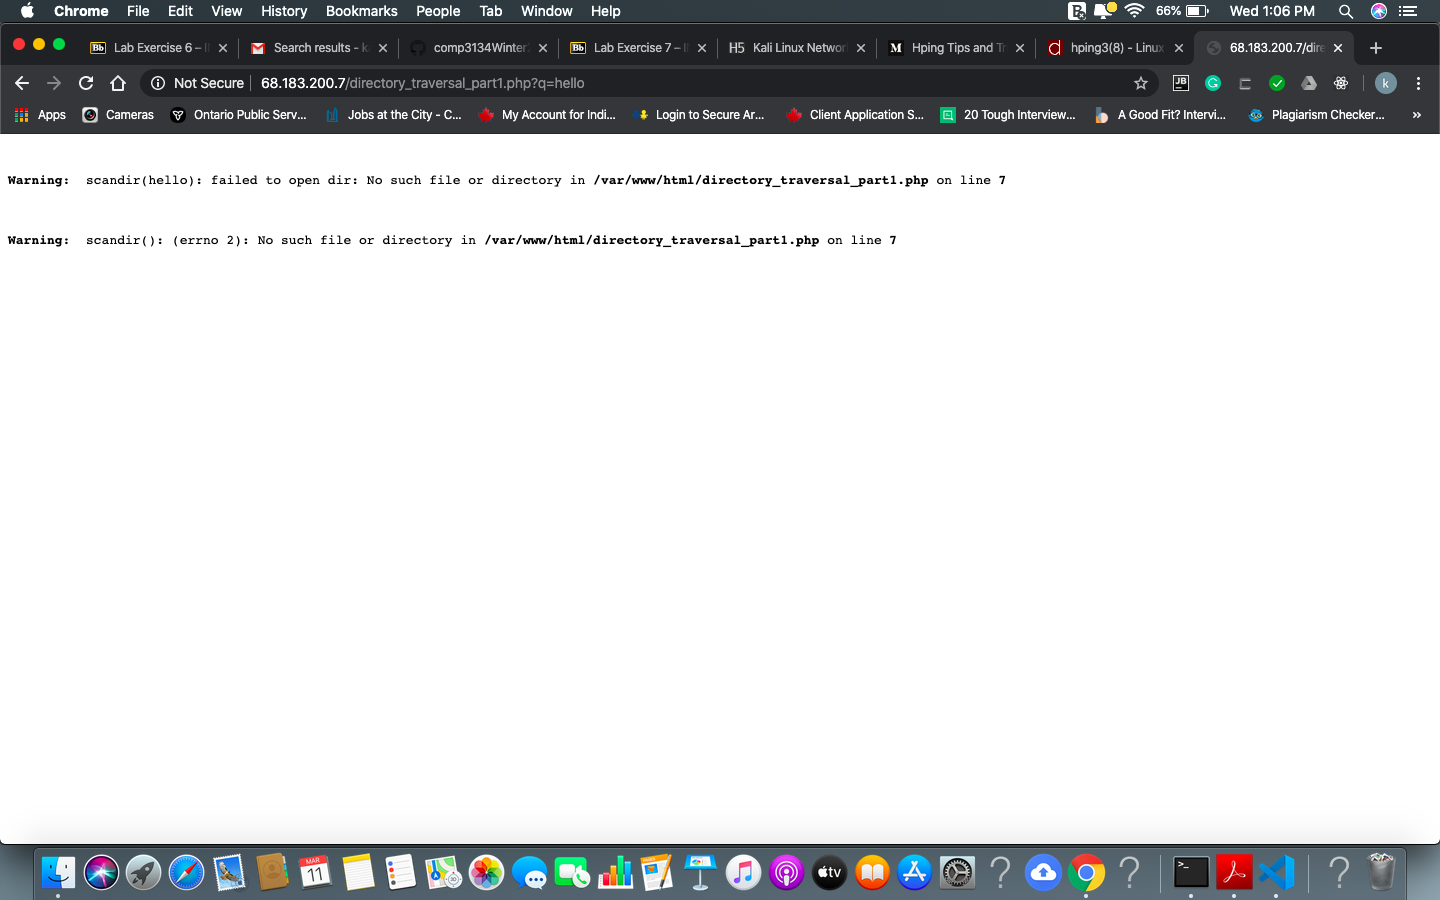 Chrome File Edit View History Bookmarks People Tab Window Help 66% Wed 1:06 PM
Bb Lab Exercise 6 – Search results - Bb Lab Exercise 7 – H5 Kali Linux Networ M Hping Tips and T hping3(8) - Linux 68.183.200.7/dire
comp3134Winter
Not Secure 68.183.200.7/directory_traversal_part1.php?q=hello JB k
Apps Cameras Ontario Public Serv... Jobs at the City - C... My Account for Indi... Login to Secure Ar... Client Application S... 20 Tough Interview... A Good Fit? Intervi... Plagiarism Checker... »
Warning: scandir(hello): failed to open dir: No such file or directory in /var/www/html/directory_traversal_part1.php on line 7
Warning: scandir(): (errno 2): No such file or directory in /var/www/html/directory_traversal_part1.php on line 7
MAR
11
tv
>_